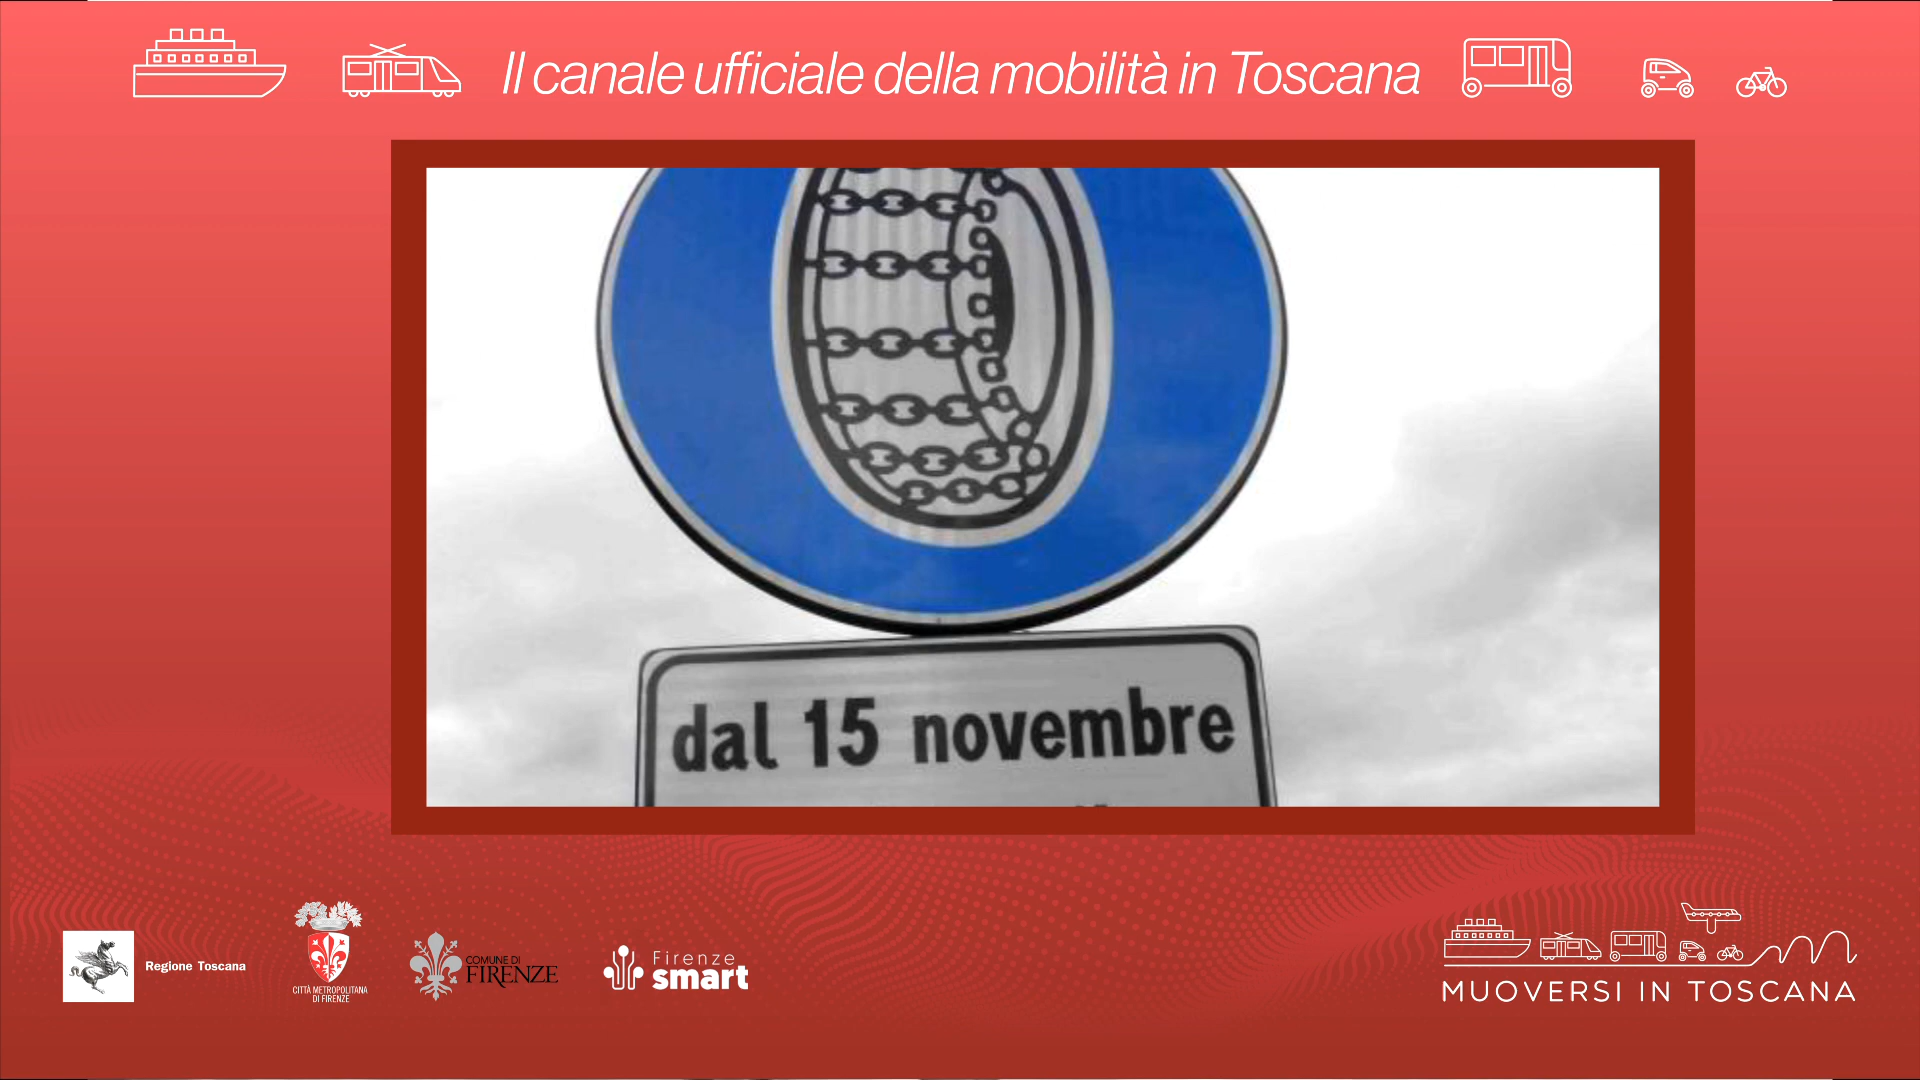 Il canale ufficiale della mobilità in Toscana
dal 15 novembre
Regione Toscana
CITTÀ METROPOLITANA
DI FIRENZE
COMUNE DI
FIRENZE
Firenze
smart
MUOVERSI IN TOSCANA